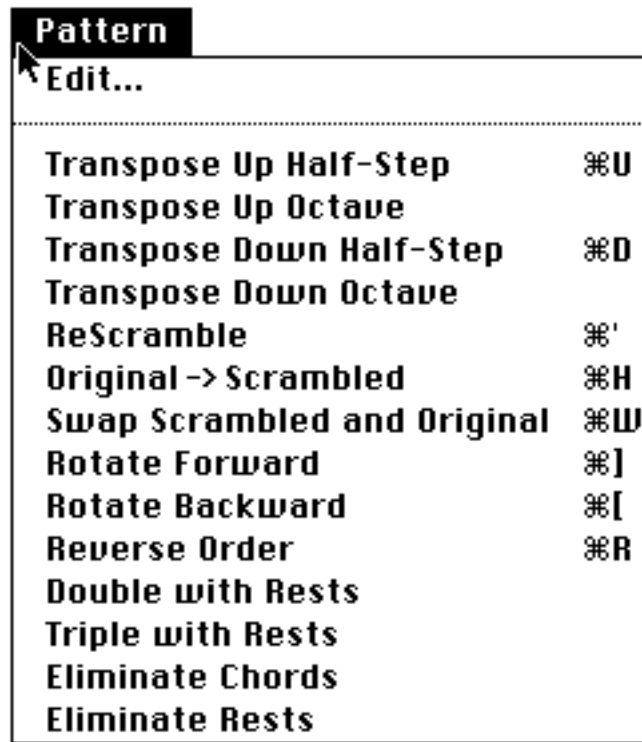 Pattern
Edit...
Transpose Up Half-Step ⌘U
Transpose Up Octave
Transpose Down Half-Step ⌘D
Transpose Down Octave
ReScramble ⌘'
Original -> Scrambled ⌘H
Swap Scrambled and Original ⌘W
Rotate Forward ⌘]
Rotate Backward ⌘[
Reverse Order ⌘R
Double with Rests
Triple with Rests
Eliminate Chords
Eliminate Rests